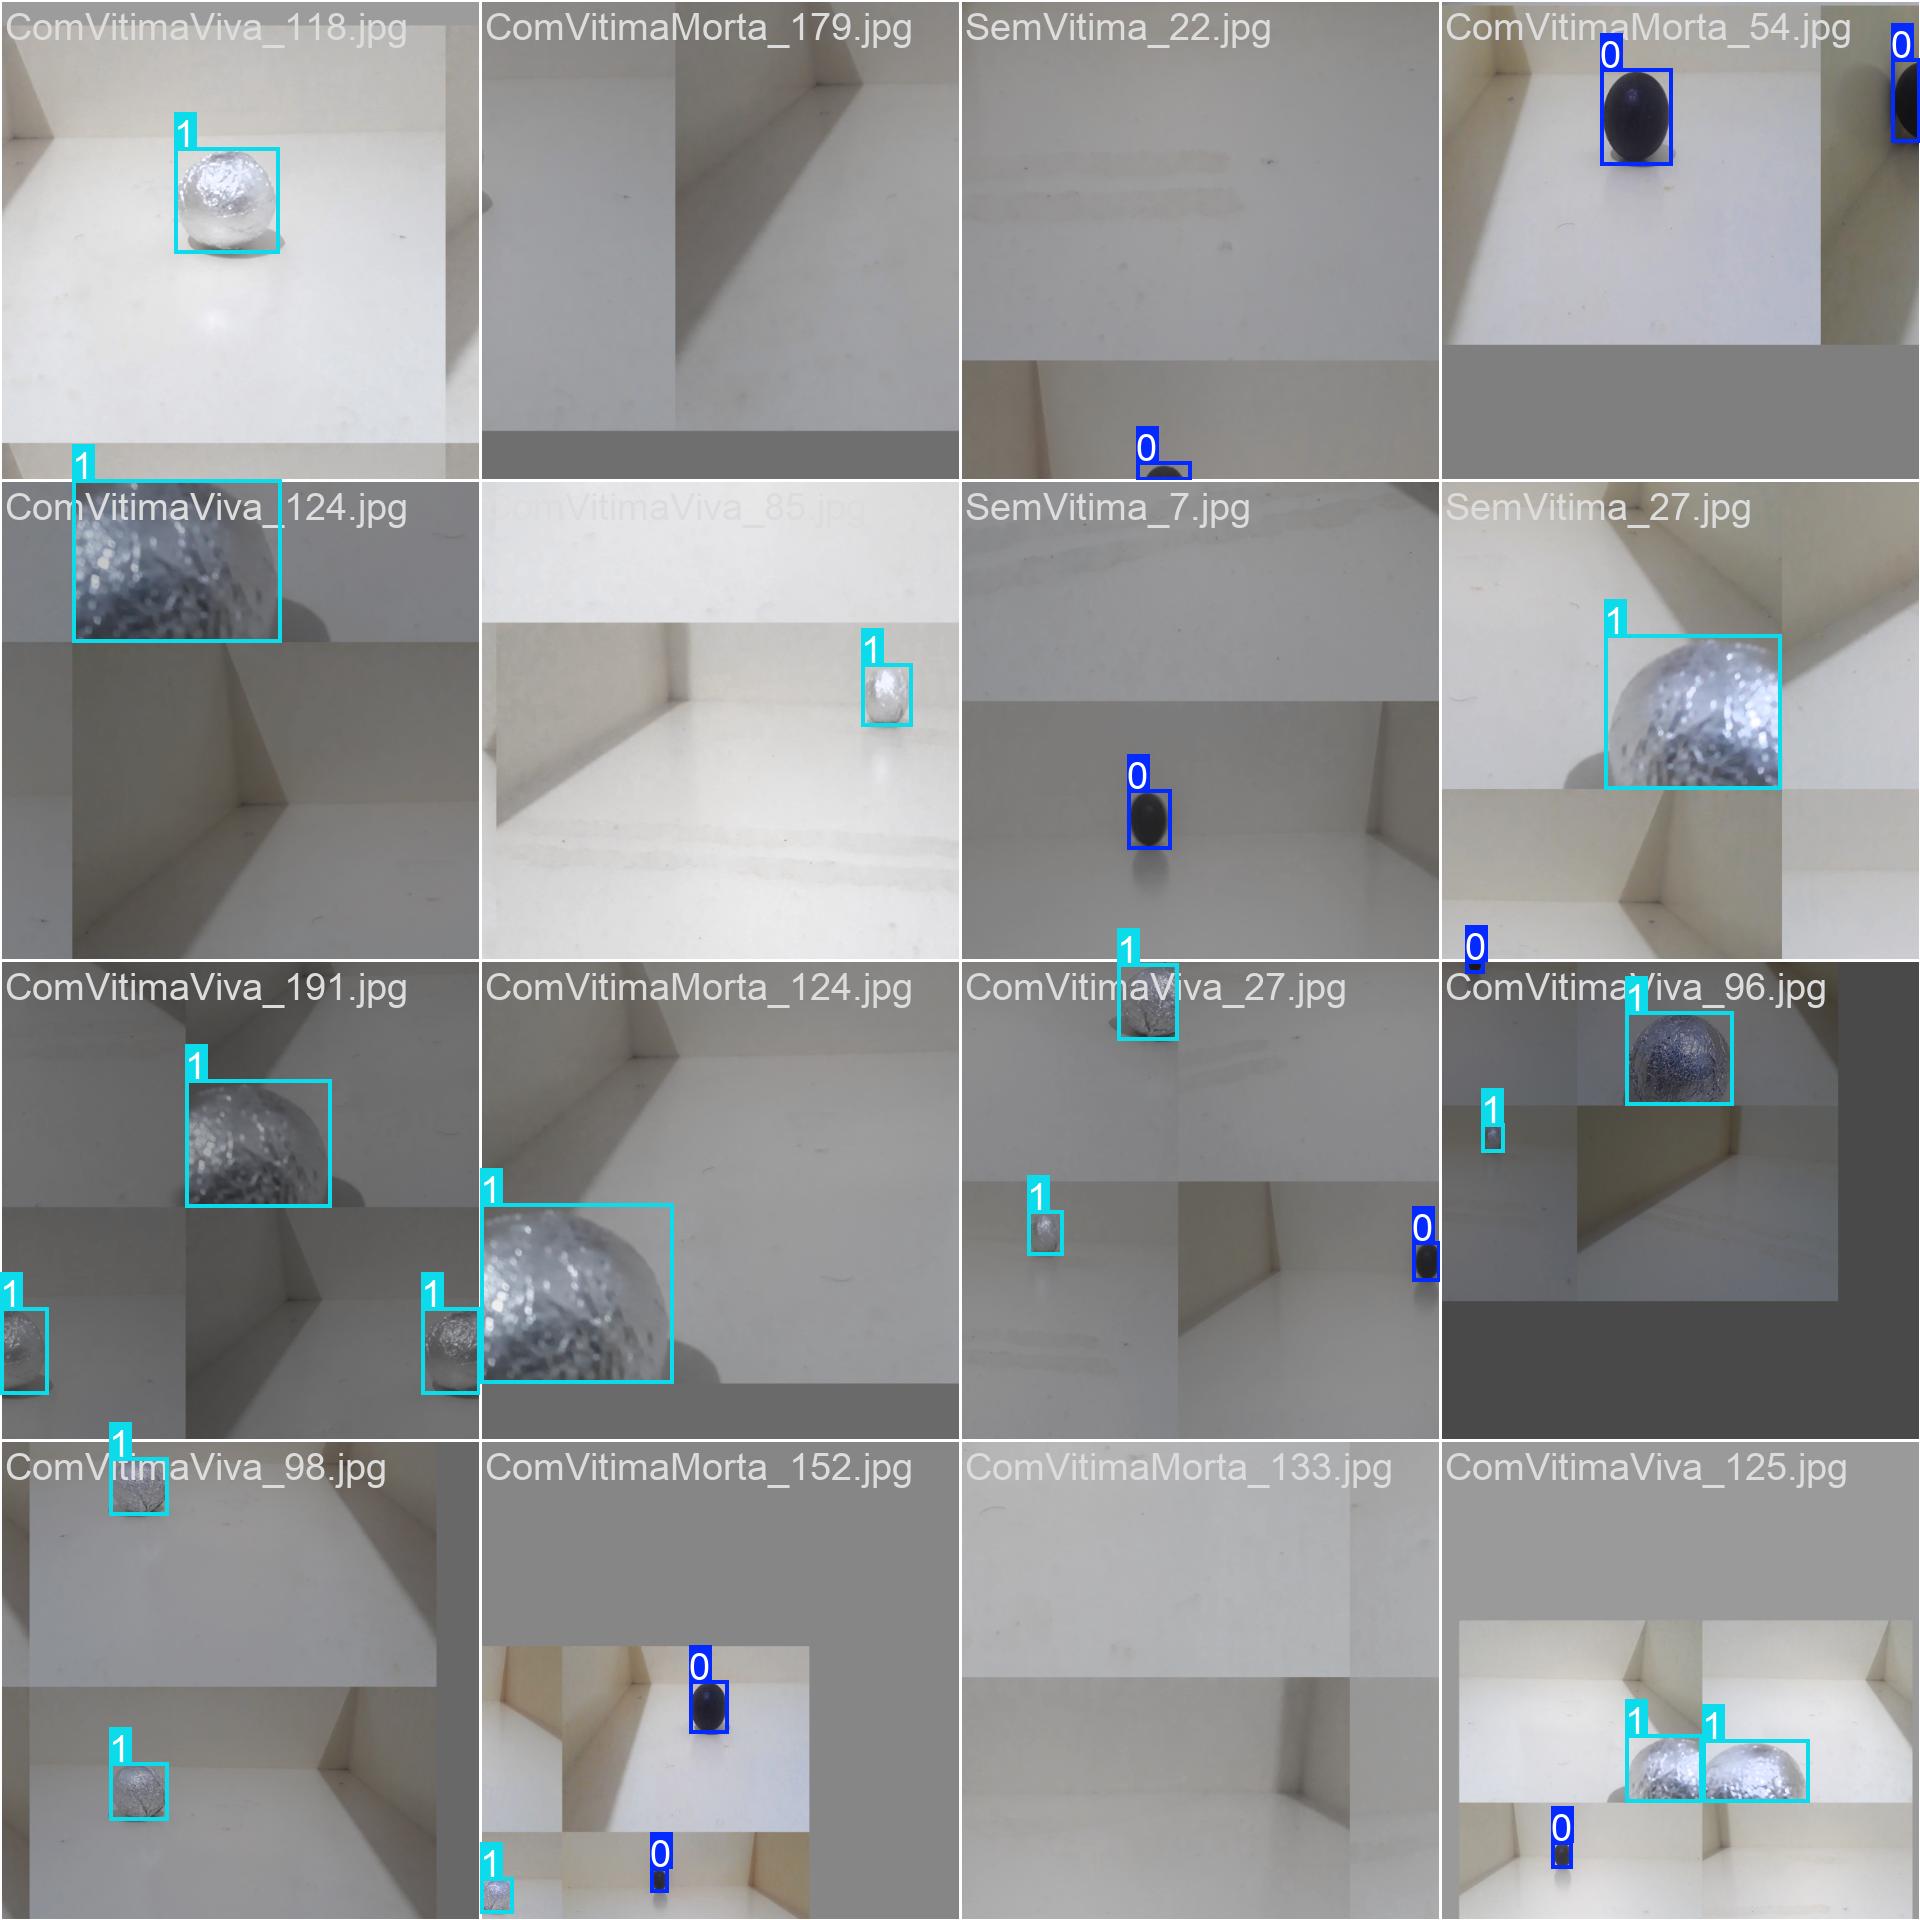 ComVitimaViva_118.jpg
ComVitimaMorta_179.jpg
SemVitima_22.jpg
ComVitimaMorta_54.jpg
0
0
1
0
1
ComVitimaViva_124.jpg
ComVitimaViva_85.jpg
SemVitima_7.jpg
SemVitima_27.jpg
1
1
0
0
1
ComVitimaViva_191.jpg
ComVitimaMorta_124.jpg
ComVitimaViva_27.jpg
ComVitimaViva_96.jpg
1
1
1
1
1
0
1
1
1
ComVitimaViva_98.jpg
ComVitimaMorta_152.jpg
ComVitimaMorta_133.jpg
ComVitimaViva_125.jpg
0
1
1
1
0
1
0